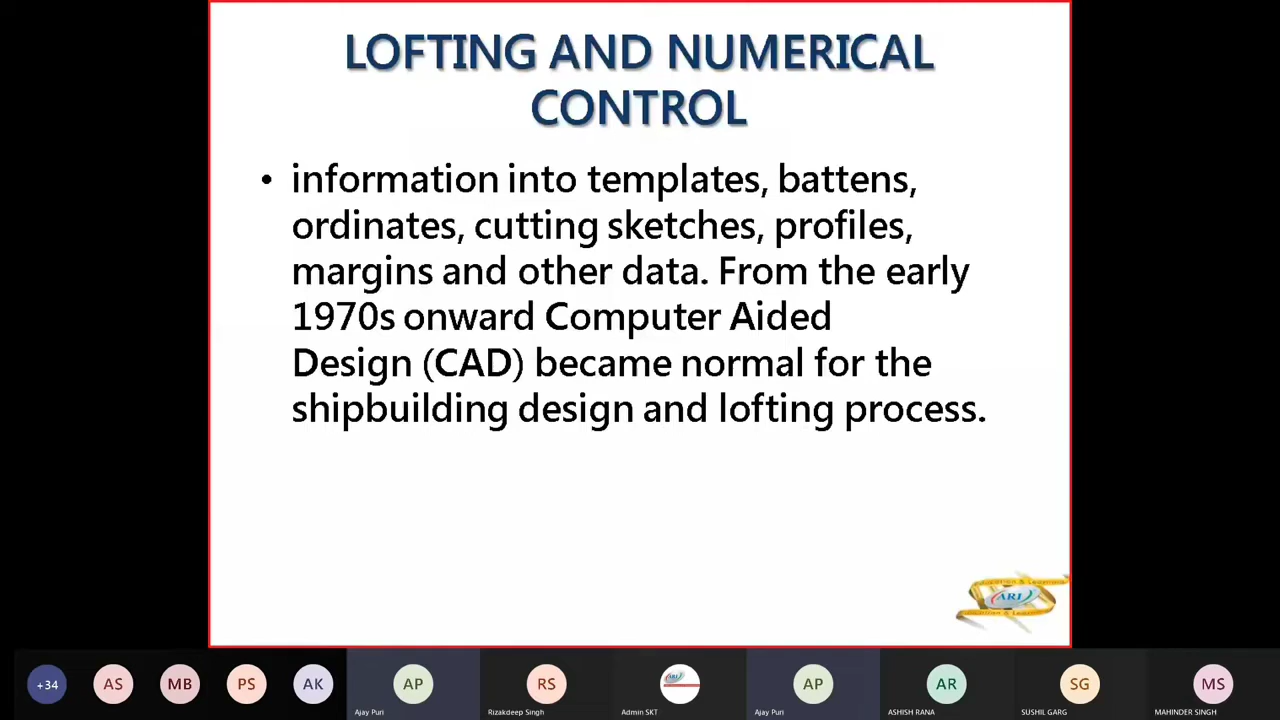 LOFTING AND NUMERICAL
CONTROL
• information into templates, battens,
ordinates, cutting sketches, profiles,
margins and other data. From the early
1970s onward Computer Aided
Design (CAD) became normal for the
shipbuilding design and lofting process.
ARI
+34
AS
MB
PS
AK
AP
RS
AP
AR
SG
MS
Ajay Puri
Rizakdeep Singh
Admin SKT
Ajay Puri
ASHISH RANA
SUSHIL GARG
MAHINDER SINGH